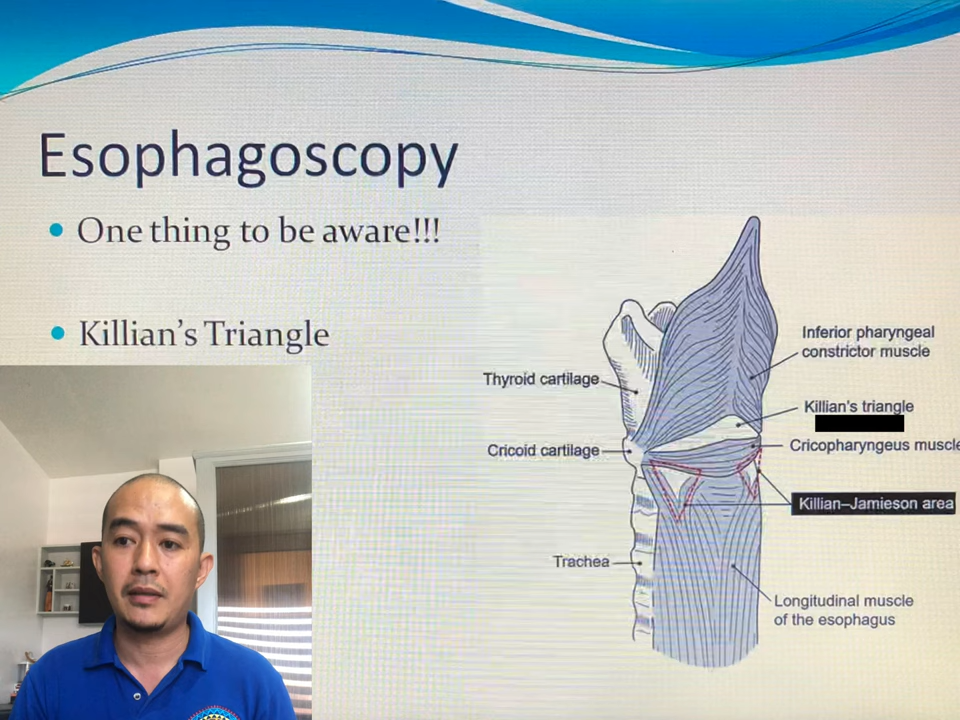 Esophagoscopy
One thing to be aware!!!
Killian's Triangle
Inferior pharyngeal
constrictor muscle
Thyroid cartilage
Killian's triangle
Cricopharyngeus muscle
Cricoid cartilage
Killian–Jamieson area
Trachea
Longitudinal muscle
of the esophagus